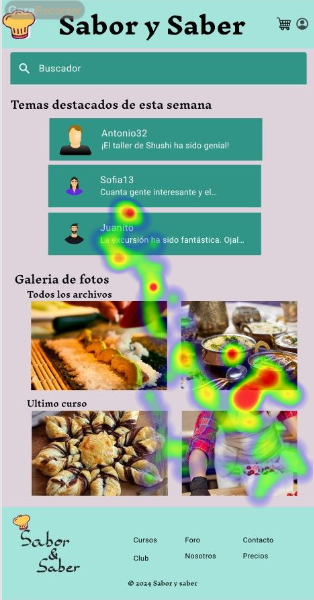 GazeRecorder
Sabor y Saber
Buscador
Temas destacados de esta semana
Antonio32
¡El taller de Shushi ha sido genial!
Sofia13
Cuanta gente interesante y el..
Juanito
La excursión ha sido fantástica. Ojal...
Galeria de fotos
Todos los archivos
Ultimo curso
Sabor
&
Saber
Cursos Foro Contacto
Club Nosotros Precios
© 2024 Sabor y saber